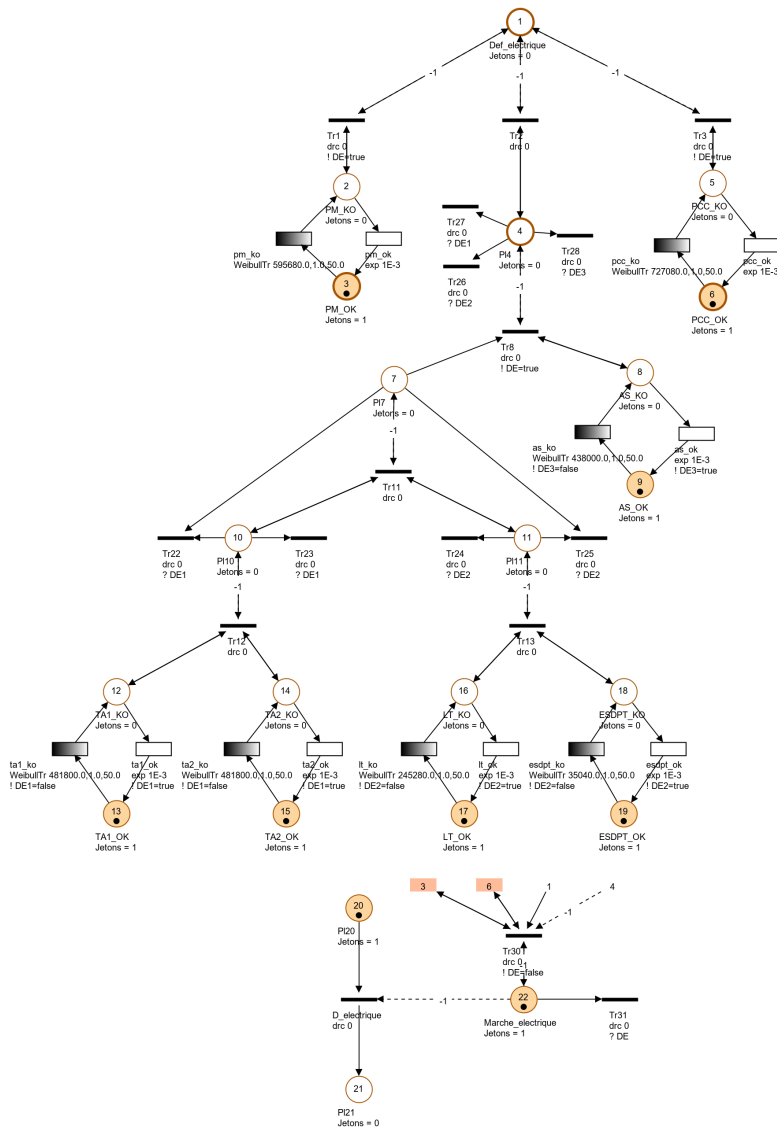 1
Def_electrique
Jetons = 0
-1
-1
-1
Tr1
drc 0
! DE=true
Tr2
drc 0
Tr3
drc 0
! DE=true
2
PM_KO
Jetons = 0
5
PCC_KO
Jetons = 0
Tr27
drc 0
? DE1
4
Pl4
Jetons = 0
Tr28
drc 0
? DE3
Tr26
drc 0
? DE2
pm_ko
WeibullTr 595680.0,1.0,50.0
pm_ok
exp 1E-3
pcc_ko
WeibullTr 727080.0,1.0,50.0
pcc_ok
exp 1E-3
3
PM_OK
Jetons = 1
6
PCC_OK
Jetons = 1
-1
Tr8
drc 0
! DE=true
7
Pl7
Jetons = 0
8
AS_KO
Jetons = 0
-1
as_ko
WeibullTr 438000.0,1.0,50.0
! DE3=false
as_ok
exp 1E-3
! DE3=true
Tr11
drc 0
9
AS_OK
Jetons = 1
Tr22
drc 0
? DE1
10
Pl10
Jetons = 0
Tr23
drc 0
? DE1
Tr24
drc 0
? DE2
11
Pl11
Jetons = 0
Tr25
drc 0
? DE2
-1
-1
Tr12
drc 0
Tr13
drc 0
12
TA1_KO
Jetons = 0
14
TA2_KO
Jetons = 0
16
LT_KO
Jetons = 0
18
ESDPT_KO
Jetons = 0
ta1_ko
WeibullTr 481800.0,1.0,50.0
! DE1=false
ta1_ok
exp 1E-3
! DE1=true
ta2_ko
WeibullTr 481800.0,1.0,50.0
! DE1=false
ta2_ok
exp 1E-3
! DE1=true
lt_ko
WeibullTr 245280.0,1.0,50.0
! DE2=false
lt_ok
exp 1E-3
! DE2=true
esdpt_ko
WeibullTr 35040.0,1.0,50.0
! DE2=false
esdpt_ok
exp 1E-3
! DE2=true
13
TA1_OK
Jetons = 1
15
TA2_OK
Jetons = 1
17
LT_OK
Jetons = 1
19
ESDPT_OK
Jetons = 1
3
6
1
4
-1
20
Pl20
Jetons = 1
Tr30
drc 0
! DE=false
-1
D_electrique
drc 0
-1
22
Marche_electrique
Jetons = 1
Tr31
drc 0
? DE
21
Pl21
Jetons = 0